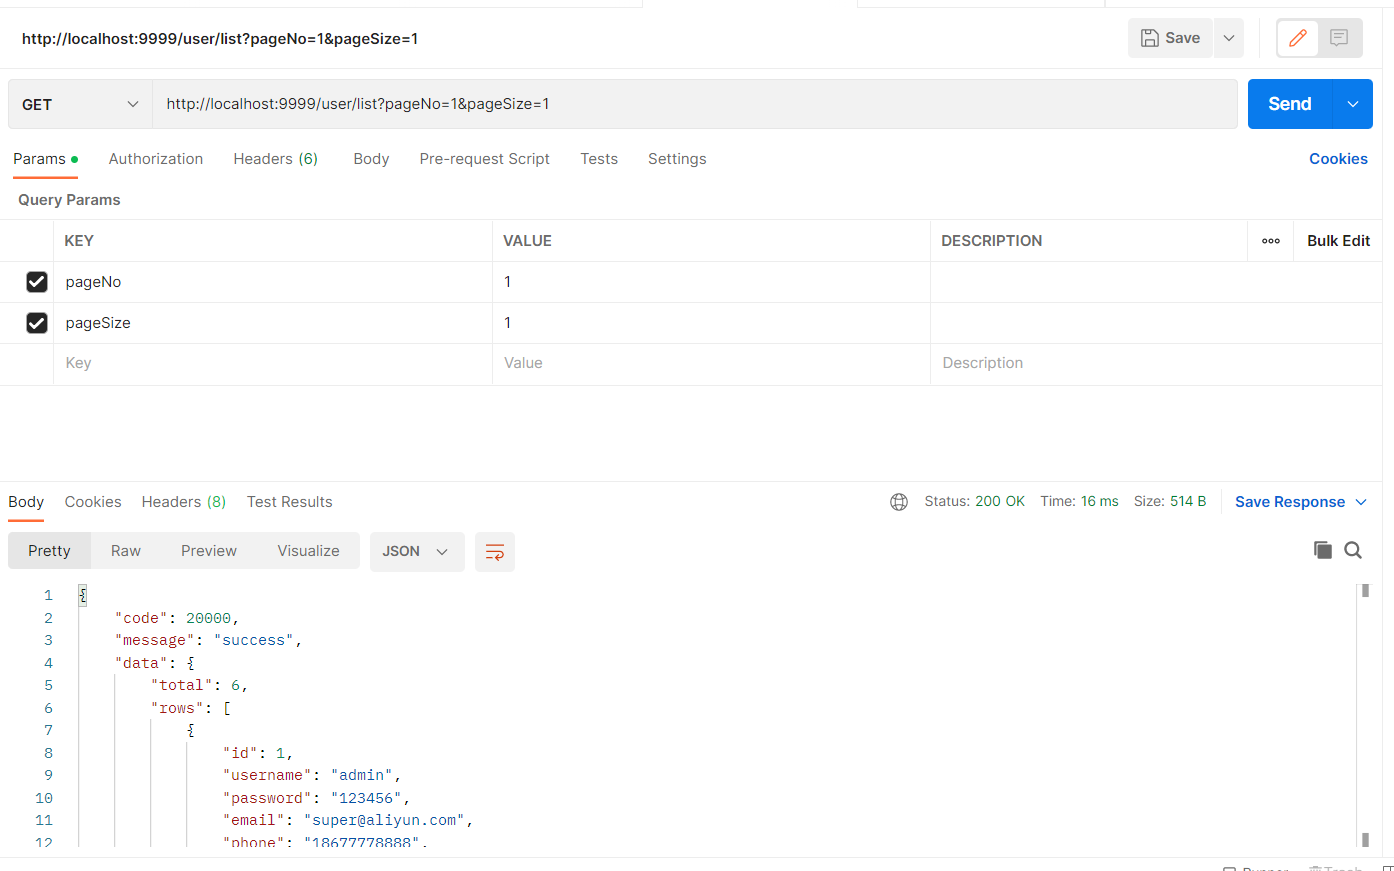 http://localhost:9999/user/list?pageNo=1&pageSize=1
Save
GET
http://localhost:9999/user/list?pageNo=1&pageSize=1
Send
Params Authorization Headers (6) Body Pre-request Script Tests Settings Cookies
Query Params
KEY VALUE DESCRIPTION ooo Bulk Edit
pageNo 1
pageSize 1
Key Value Description
Body Cookies Headers (8) Test Results Status: 200 OK Time: 16 ms Size: 514 B Save Response
Pretty Raw Preview Visualize JSON
1 {
2 "code": 20000,
3 "message": "success",
4 "data": {
5 "total": 6,
6 "rows": [
7 {
8 "id": 1,
9 "username": "admin",
10 "password": "123456",
11 "email": "super@aliyun.com",
12 "phone": "18677778888",
Runner Trash